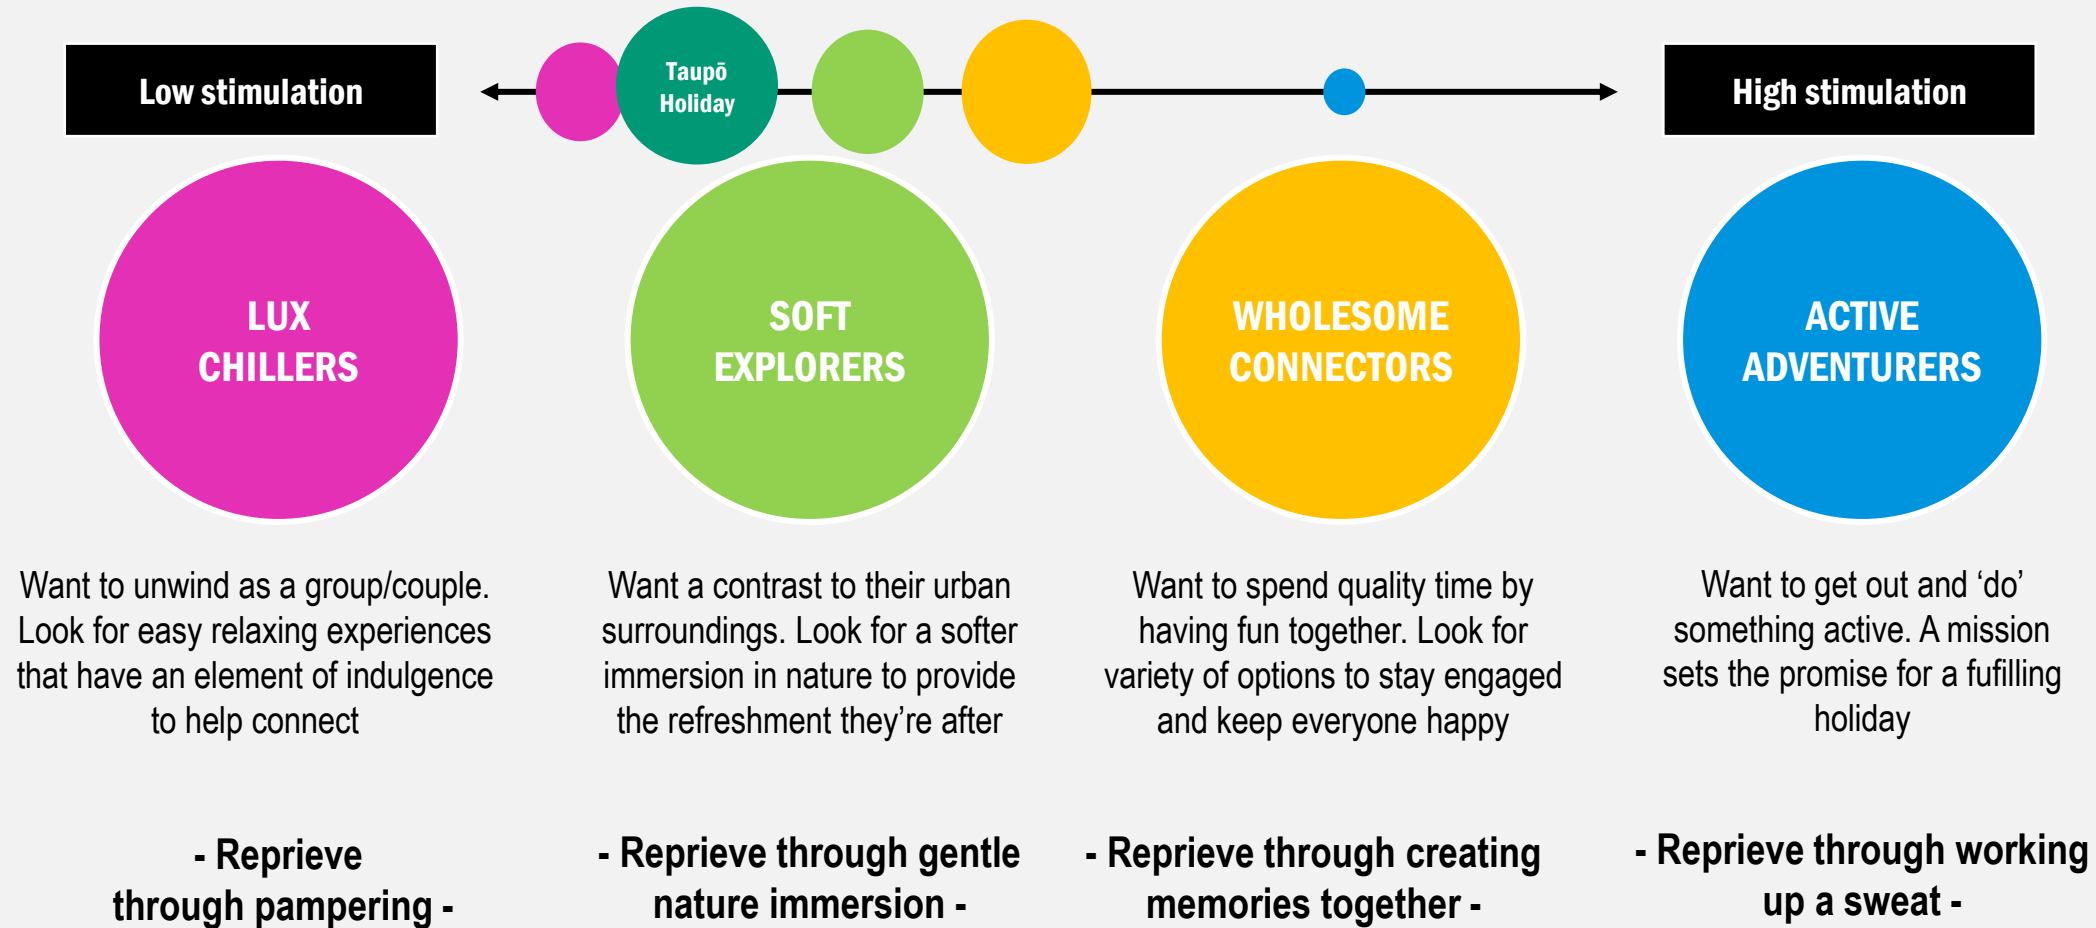 Low stimulation
Taupō
Holiday
High stimulation
LUX
CHILLERS
SOFT
EXPLORERS
WHOLESOME
CONNECTORS
ACTIVE
ADVENTURERS
Want to unwind as a group/couple.
Look for easy relaxing experiences
that have an element of indulgence
to help connect
Want a contrast to their urban
surroundings. Look for a softer
immersion in nature to provide
the refreshment they’re after
Want to spend quality time by
having fun together. Look for
variety of options to stay engaged
and keep everyone happy
Want to get out and ‘do’
something active. A mission
sets the promise for a fufilling
holiday
- Reprieve
through pampering -
- Reprieve through gentle
nature immersion -
- Reprieve through creating
memories together -
- Reprieve through working
up a sweat -